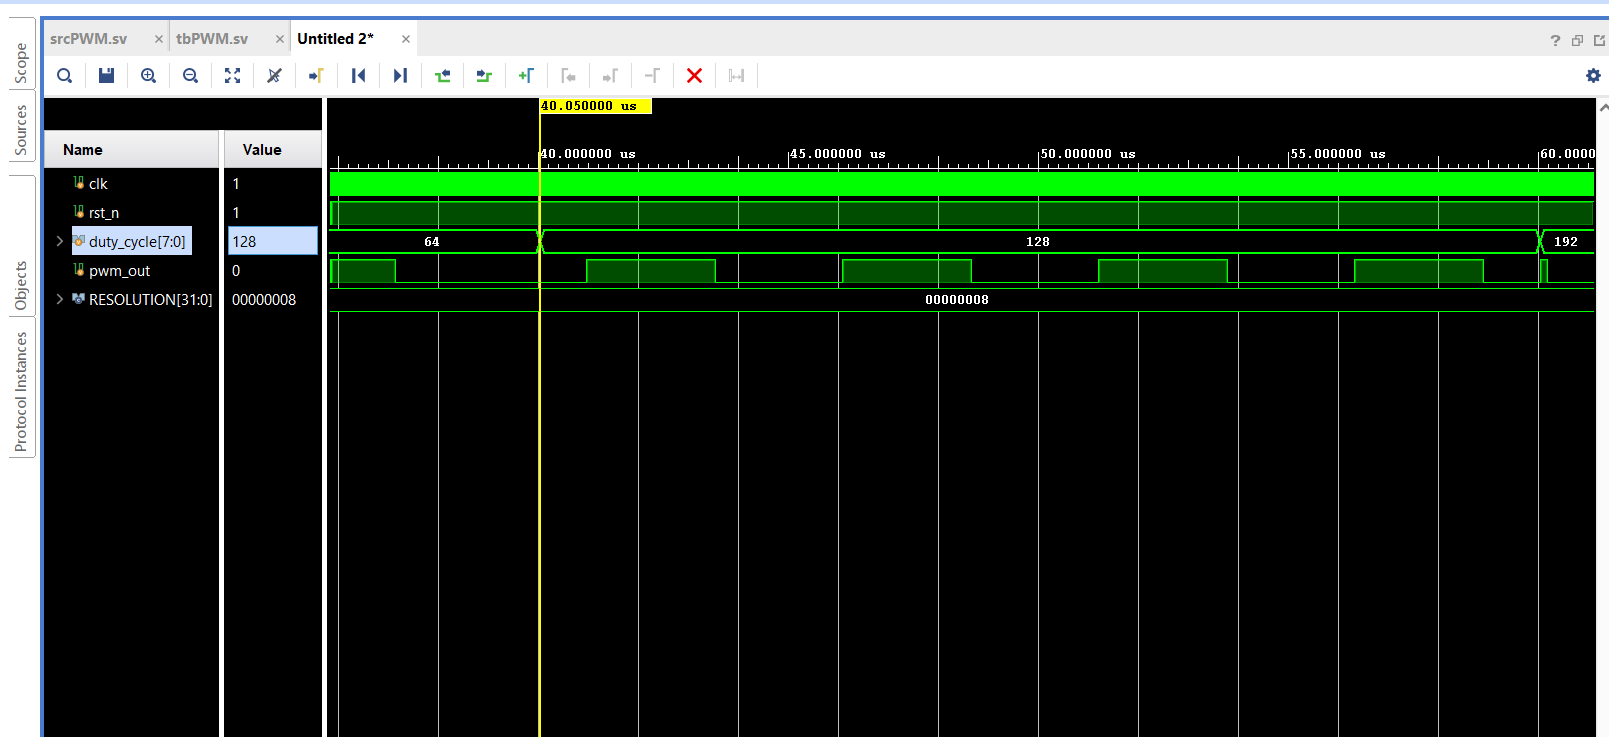 srcPWM.sv × tbPWM.sv × Untitled 2* ×
?
Scope
Sources
Objects
Protocol Instances
40.050000 us
Name Value
40.000000 us 45.000000 us 50.000000 us 55.000000 us 60.0000
clk 1
rst_n 1
duty_cycle[7:0] 128 64 128 192
pwm_out 0
RESOLUTION[31:0] 00000008 00000008